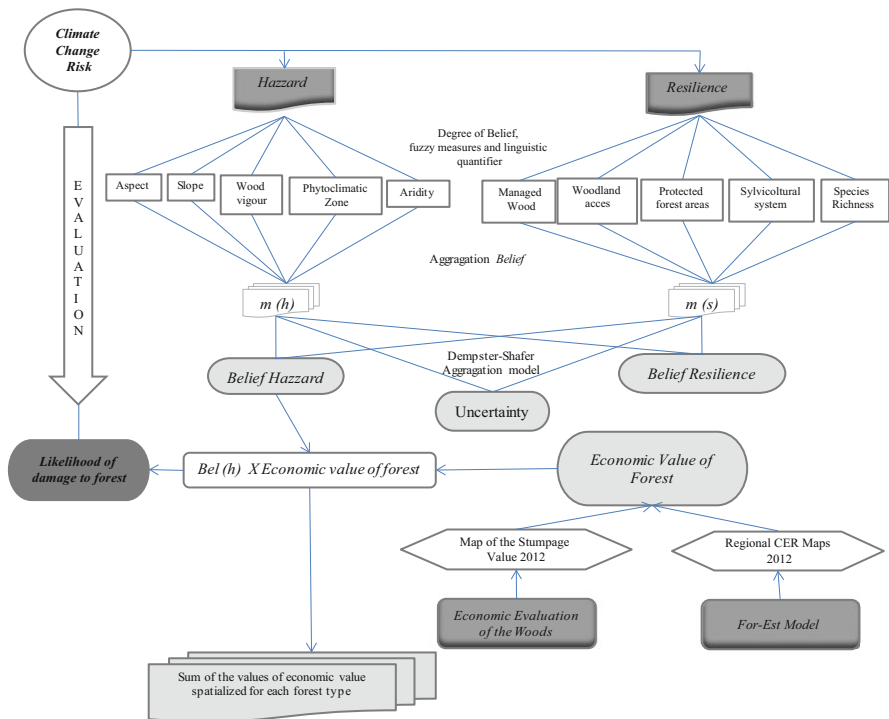 Climate
Change
Risk
Hazzard
Resilience
Degree of Belief,
fuzzy measures and linguistic
quantifier
EVALUATION
Aspect
Slope
Wood
vigour
Phytoclimatic
Zone
Aridity
Managed
Wood
Woodland
acces
Protected
forest areas
Sylvicoltural
system
Species
Richness
Aggragation Belief
m (h)
m (s)
Dempster-Shafer
Aggragation model
Belief Hazzard
Belief Resilience
Uncertainty
Likelihood of
damage to forest
Bel (h) X Economic value of forest
Economic Value of
Forest
Map of the Stumpage
Value 2012
Regional CER Maps
2012
Economic Evaluation
of the Woods
For-Est Model
Sum of the values of economic value
spatialized for each forest type